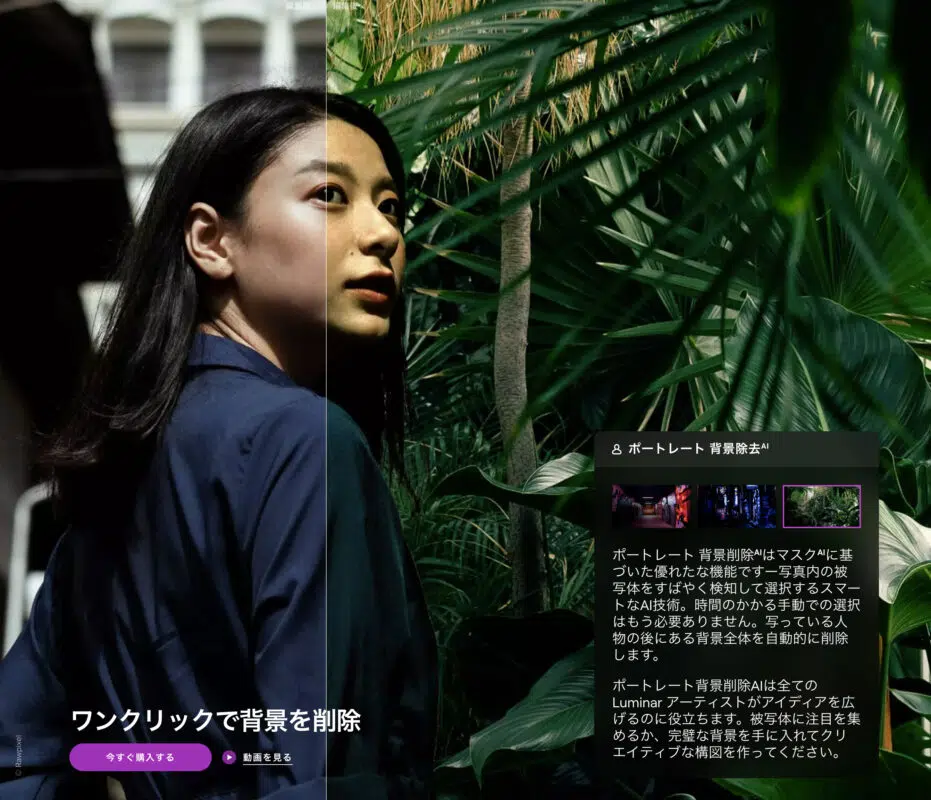 ワンクリックで背景を削除
今すぐ購入する
動画を見る
© Rawpixel
ポートレート 背景除去AI
ポートレート 背景削除AIはマスクAIに基
づいた優れたな機能ですー写真内の被
写体をすばやく検知して選択するスマー
トなAI技術。時間のかかる手動での選択
はもう必要ありません。写っている人
物の後にある背景全体を自動的に削除
します。
ポートレート背景削除AIは全ての
Luminar アーティストがアイディアを広
げるのに役立ちます。被写体に注目を集
めるか、完璧な背景を手に入れてクリ
エイティブな構図を作ってください。